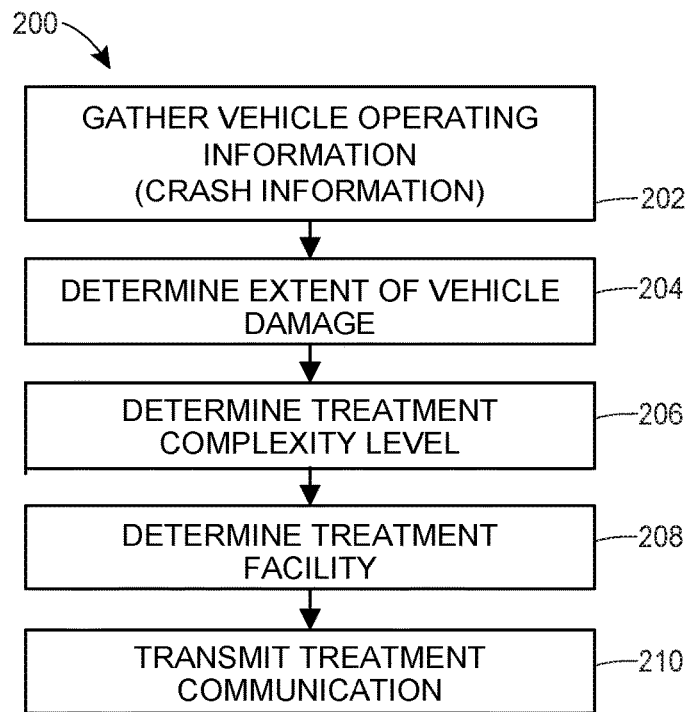 200
GATHER VEHICLE OPERATING
INFORMATION
(CRASH INFORMATION)
202
DETERMINE EXTENT OF VEHICLE
DAMAGE
204
DETERMINE TREATMENT
COMPLEXITY LEVEL
206
DETERMINE TREATMENT
FACILITY
208
TRANSMIT TREATMENT
COMMUNICATION
210